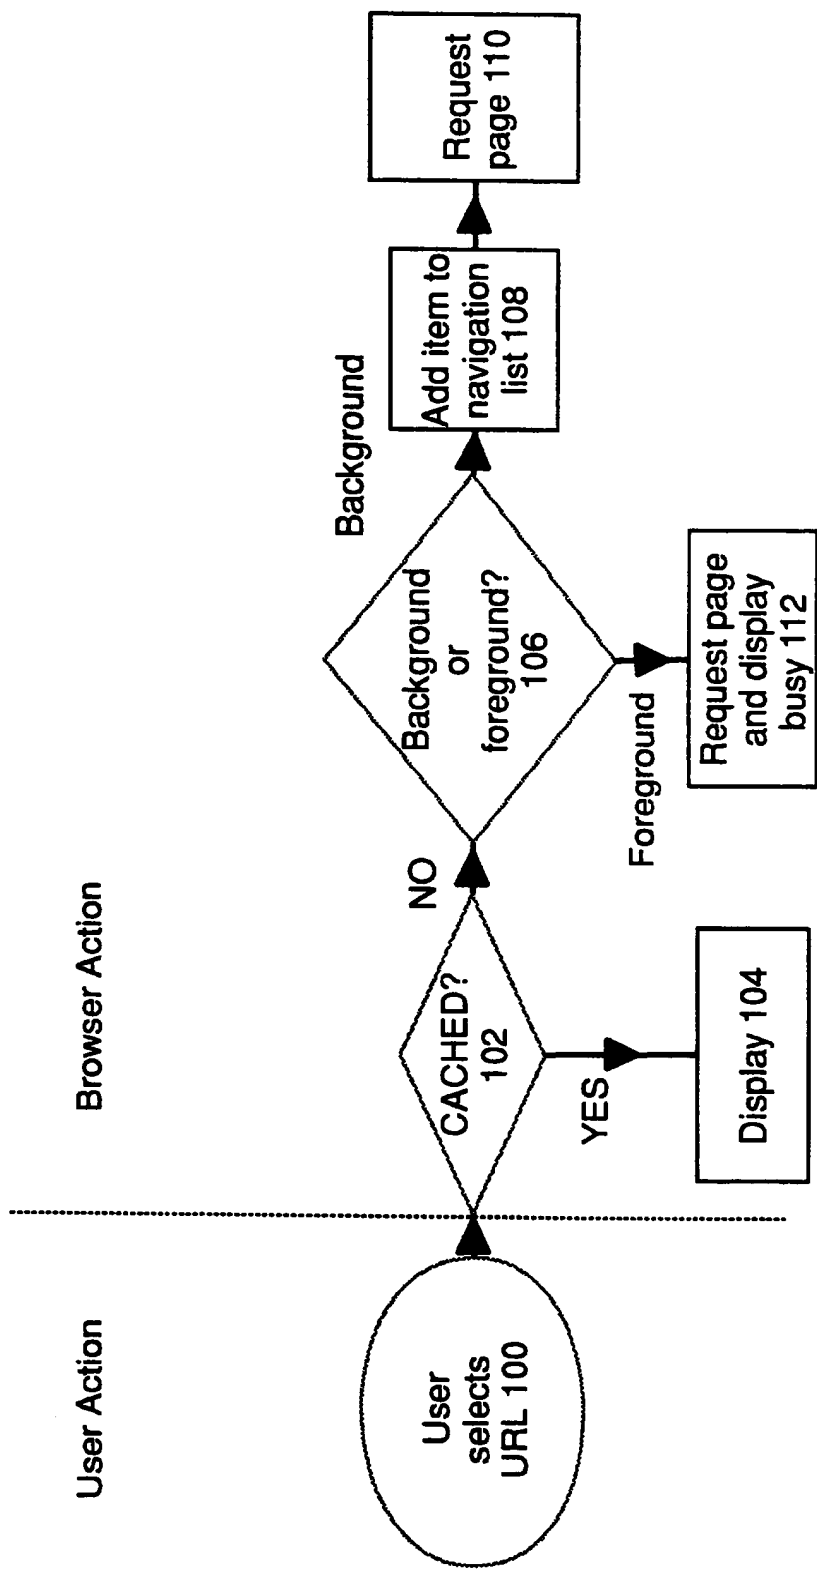 User Action
Browser Action
User
selects
URL 100
CACHED?
102
NO
YES
Display 104
Background
or
foreground?
106
Background
Foreground
Request page
and display
busy 112
Add item to
navigation
list 108
Request
page 110